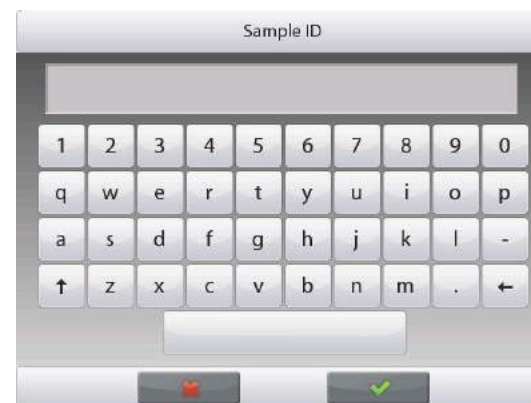 Sample ID
1 2 3 4 5 6 7 8 9 0
q w e r t y u i o p
a s d f g h j k l -
↑ z x c v b n m . ←